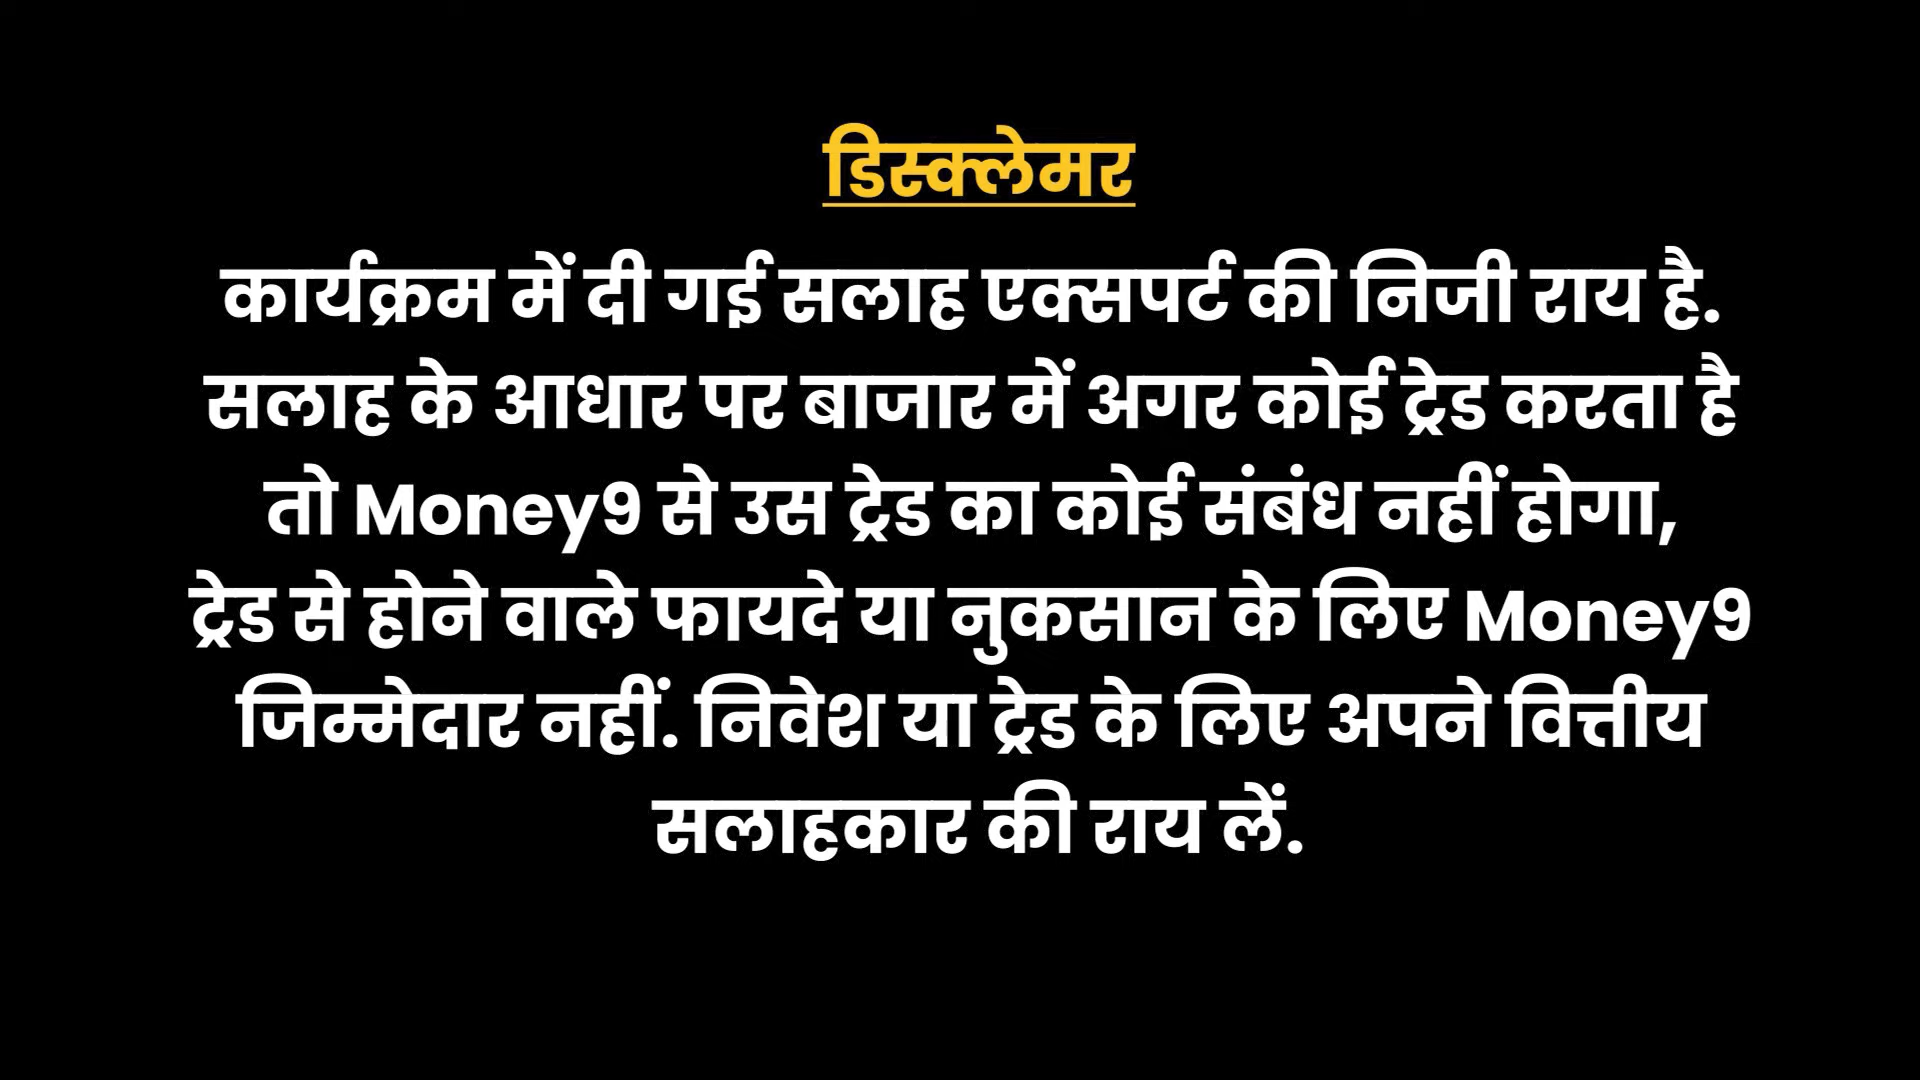 डिस्क्लेमर
कार्यक्रम में दी गई सलाह एक्सपर्ट की निजी राय है.
सलाह के आधार पर बाजार में अगर कोई ट्रेड करता है
तो Money9 से उस ट्रेड का कोई संबंध नहीं होगा,
ट्रेड से होने वाले फायदे या नुकसान के लिए Money9
जिम्मेदार नहीं. निवेश या ट्रेड के लिए अपने वित्तीय
सलाहकार की राय लें.